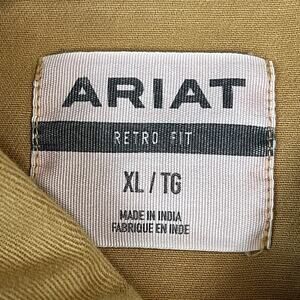 ARIAT
RETRO FIT
XL / TG
MADE IN INDIA
FABRIQUE EN INDE